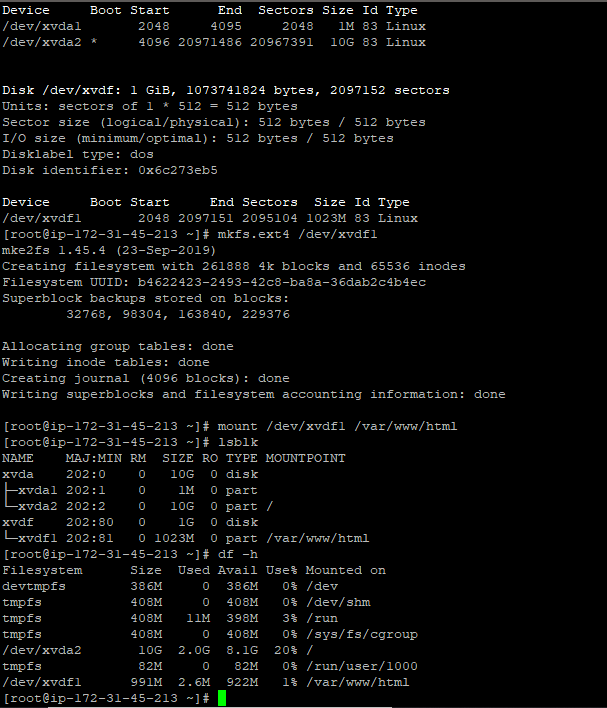 Device     Boot Start      End  Sectors Size Id Type
/dev/xvda1       2048     4095     2048   1M 83 Linux
/dev/xvda2 *     4096 20971486 20967391  10G 83 Linux
Disk /dev/xvdf: 1 GiB, 1073741824 bytes, 2097152 sectors
Units: sectors of 1 * 512 = 512 bytes
Sector size (logical/physical): 512 bytes / 512 bytes
I/O size (minimum/optimal): 512 bytes / 512 bytes
Disklabel type: dos
Disk identifier: 0x6c273eb5
Device     Boot Start     End Sectors  Size Id Type
/dev/xvdf1       2048 2097151 2095104 1023M 83 Linux
[root@ip-172-31-45-213 ~]# mkfs.ext4 /dev/xvdf1
mke2fs 1.45.4 (23-Sep-2019)
Creating filesystem with 261888 4k blocks and 65536 inodes
Filesystem UUID: b4622423-2493-42c8-ba8a-36dab2c4b4ec
Superblock backups stored on blocks:
        32768, 98304, 163840, 229376
Allocating group tables: done
Writing inode tables: done
Creating journal (4096 blocks): done
Writing superblocks and filesystem accounting information: done
[root@ip-172-31-45-213 ~]# mount /dev/xvdf1 /var/www/html
[root@ip-172-31-45-213 ~]# lsblk
NAME    MAJ:MIN RM  SIZE RO TYPE MOUNTPOINT
xvda    202:0    0   10G  0 disk
├─xvda1 202:1    0    1M  0 part
└─xvda2 202:2    0   10G  0 part /
xvdf    202:80   0    1G  0 disk
└─xvdf1 202:81   0 1023M  0 part /var/www/html
[root@ip-172-31-45-213 ~]# df -h
Filesystem      Size  Used Avail Use% Mounted on
devtmpfs        386M     0  386M   0% /dev
tmpfs           408M     0  408M   0% /dev/shm
tmpfs           408M   11M  398M   3% /run
tmpfs           408M     0  408M   0% /sys/fs/cgroup
/dev/xvda2       10G  2.0G  8.1G  20% /
tmpfs            82M     0   82M   0% /run/user/1000
/dev/xvdf1      991M  2.6M  922M   1% /var/www/html
[root@ip-172-31-45-213 ~]#